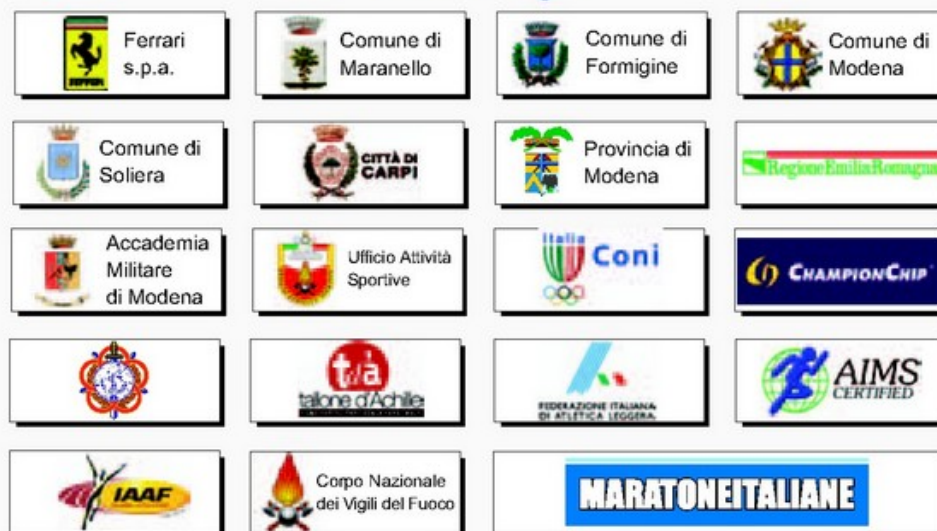 Ferrari
s.p.a.
Comune di
Maranello
Comune di
Formigine
Comune di
Modena
Comune di
Soliera
CITTÀ DI
CARPI
Provincia di
Modena
RegioneEmiliaRomagna
Accademia
Militare
di Modena
Ufficio Attività
Sportive
Italia
Coni
CHAMPIONCHIP
tallone d'Achille
FEDERAZIONE ITALIANA
DI ATLETICA LEGGERA
AIMS
CERTIFIED
IAAF
Corpo Nazionale
dei Vigili del Fuoco
MARATONEITALIANE